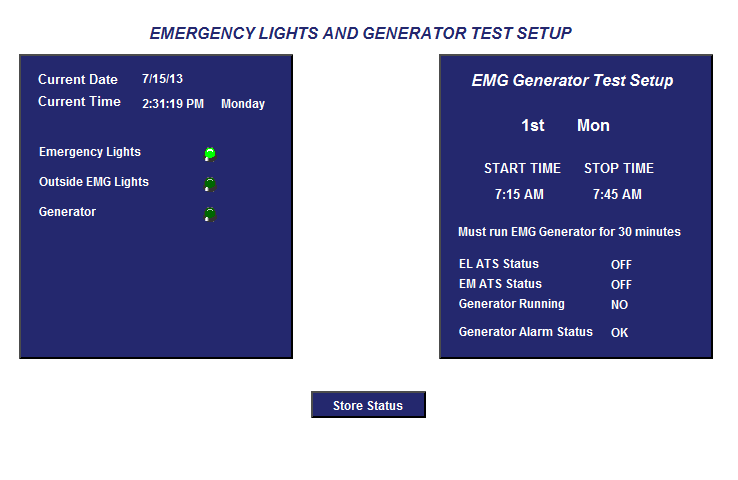 EMERGENCY LIGHTS AND GENERATOR TEST SETUP
Current Date 7/15/13
Current Time 2:31:19 PM Monday
Emergency Lights
Outside EMG Lights
Generator
EMG Generator Test Setup
1st Mon
START TIME STOP TIME
7:15 AM 7:45 AM
Must run EMG Generator for 30 minutes
EL ATS Status OFF
EM ATS Status OFF
Generator Running NO
Generator Alarm Status OK
Store Status